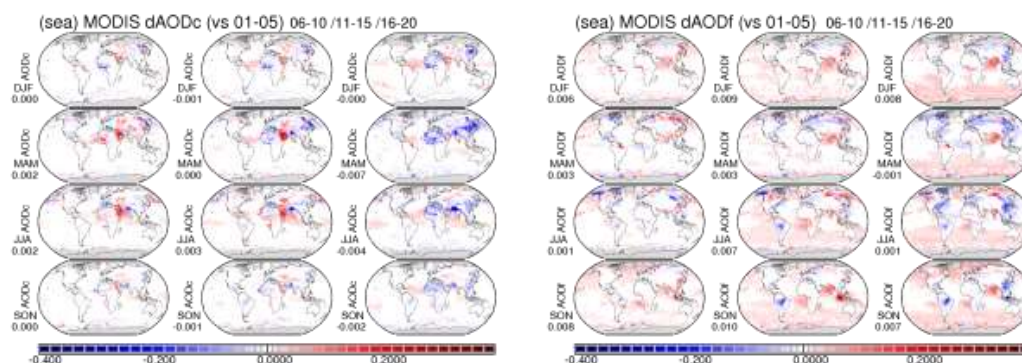 (sea) MODIS dAODc (vs 01-05) 06-10 /11-15 /16-20
AODc
DJF
0.000
AODc
DJF
-0.001
AODc
DJF
-0.000
AODc
MAM
0.002
AODc
MAM
0.000
AODc
MAM
-0.007
AODc
JJA
0.002
AODc
JJA
0.003
AODc
JJA
-0.004
AODc
SON
0.000
AODc
SON
-0.001
AODc
SON
-0.002
-0.400 -0.2000 0.0000 0.2000
(sea) MODIS dAODf (vs 01-05) 06-10 /11-15 /16-20
AODf
DJF
0.006
AODf
DJF
0.009
AODf
DJF
0.008
AODf
MAM
0.003
AODf
MAM
0.003
AODf
MAM
-0.001
AODf
JJA
0.001
AODf
JJA
0.007
AODf
JJA
0.001
AODf
SON
0.008
AODf
SON
0.010
AODf
SON
0.007
-0.400 -0.2000 0.0000 0.2000